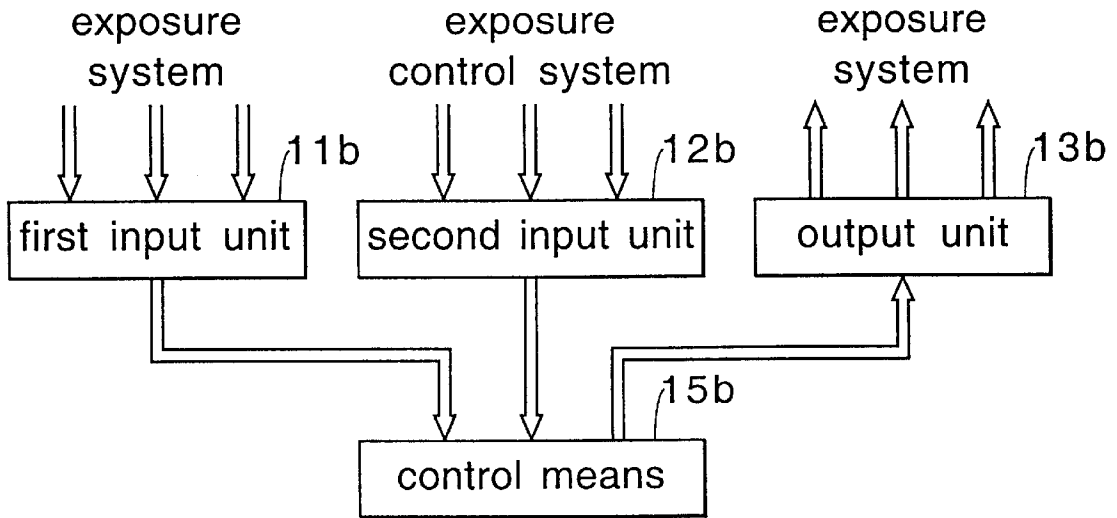 exposure
system
exposure
control system
exposure
system
11b
12b
13b
first input unit
second input unit
output unit
15b
control means